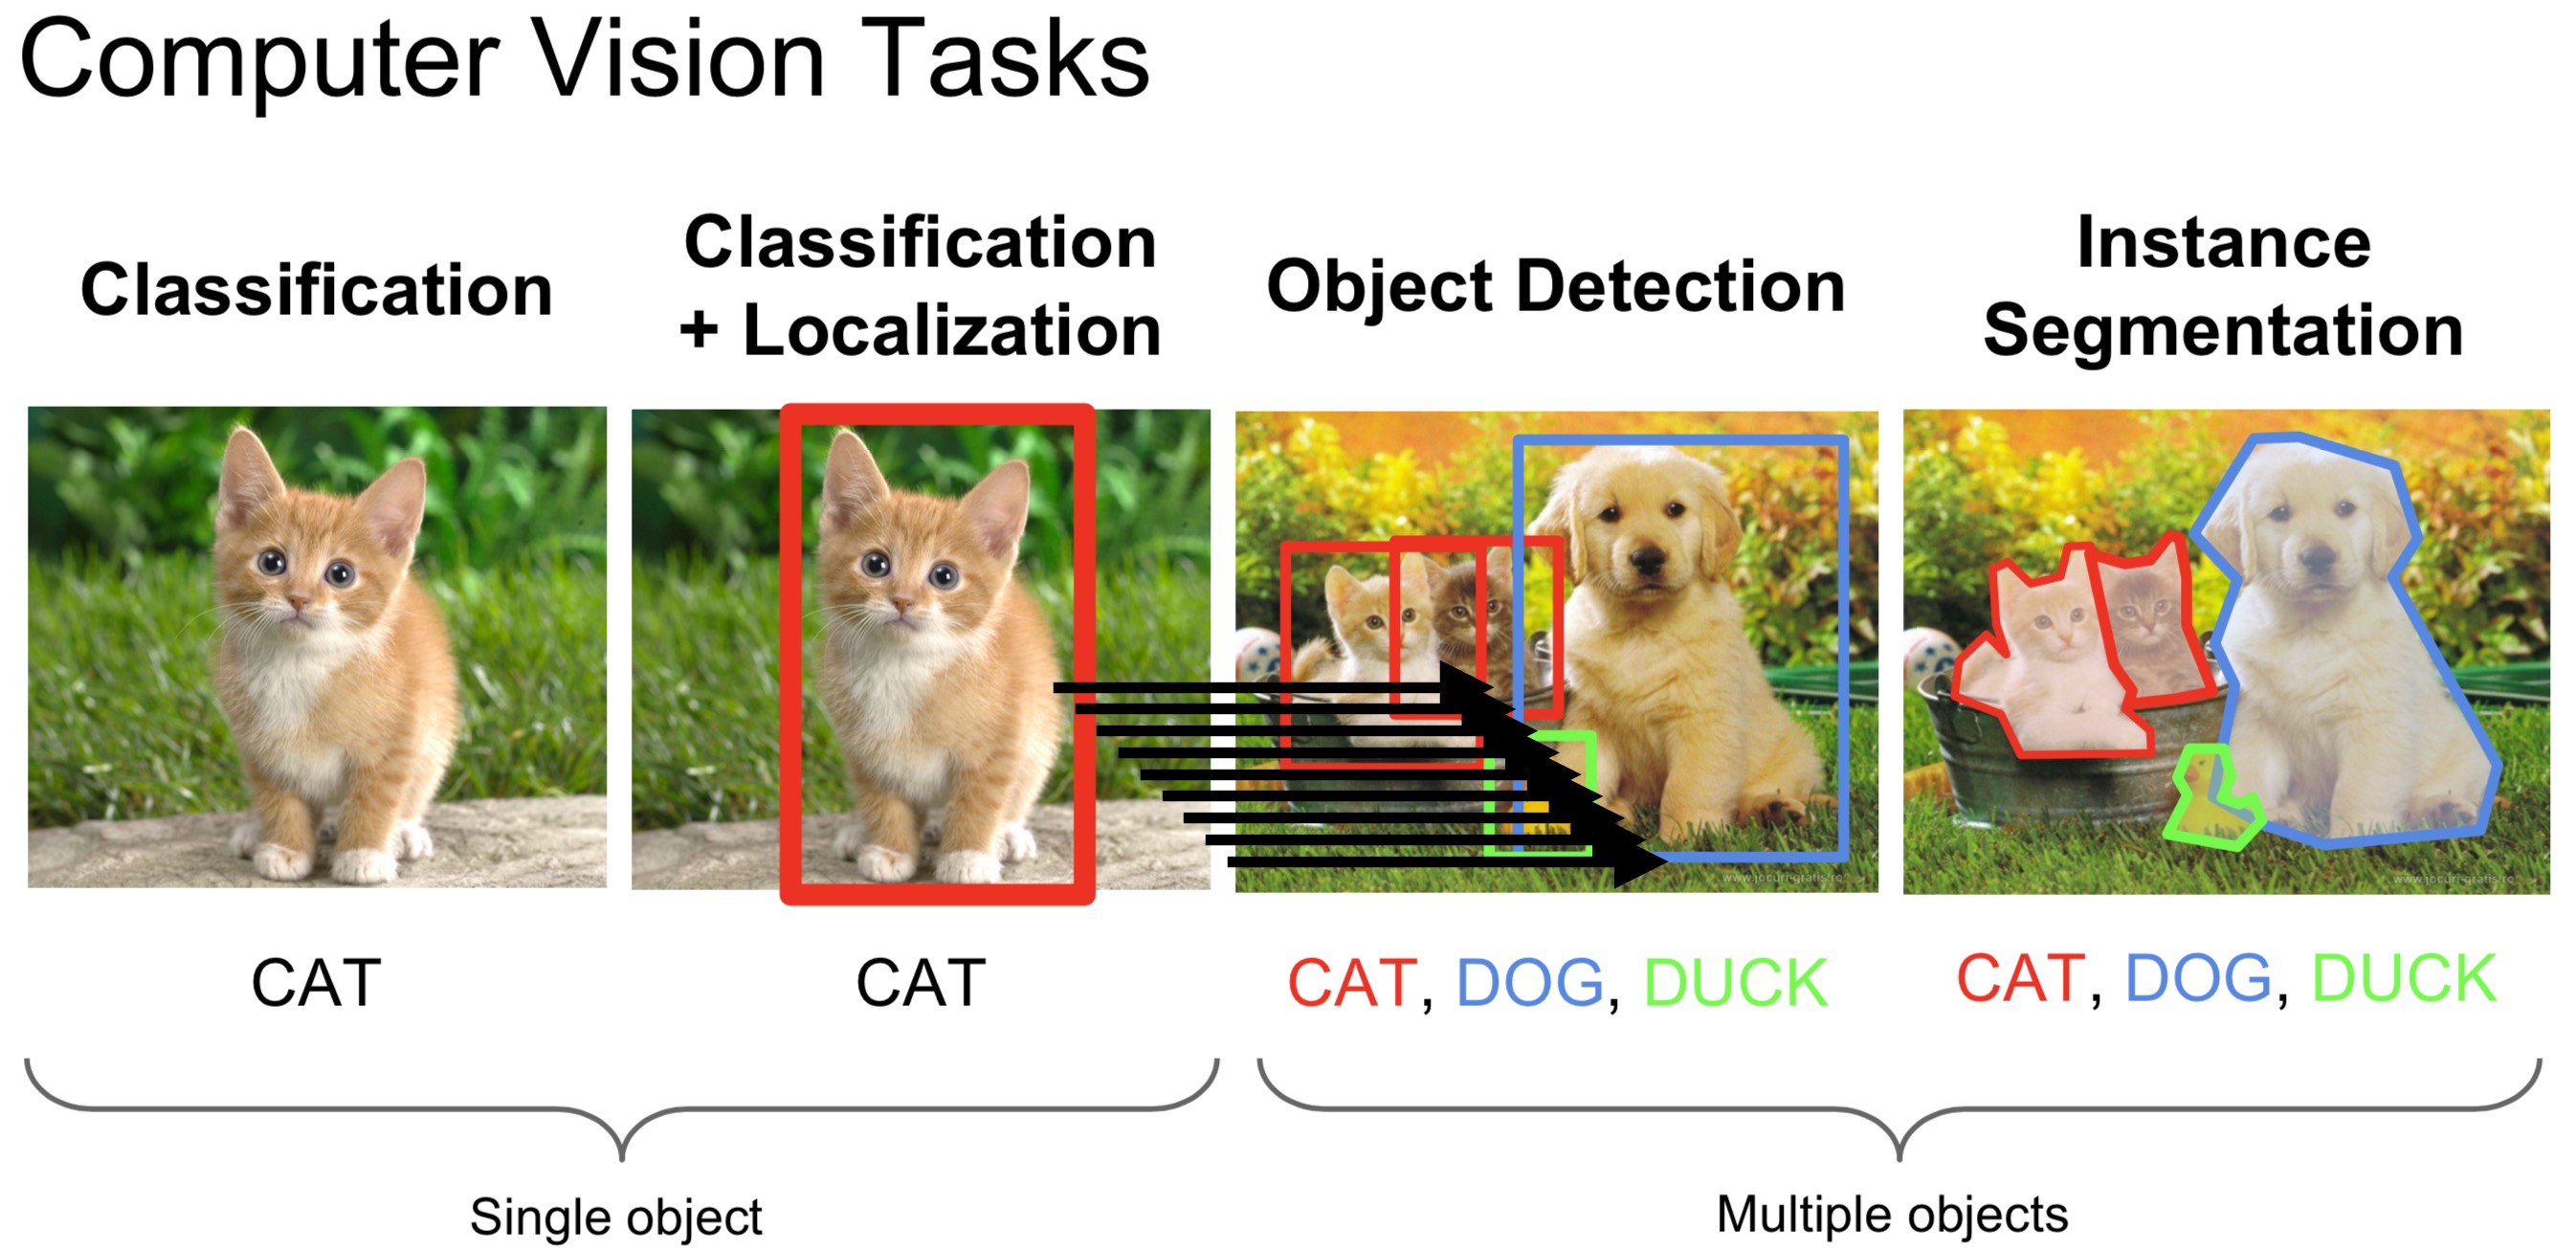 Computer Vision Tasks
Classification
Classification
+ Localization
Object Detection
Instance
Segmentation
www.jocuri-gratis.ro
www.jocuri-gratis.ro
CAT
CAT
CAT, DOG, DUCK
CAT, DOG, DUCK
Single object
Multiple objects